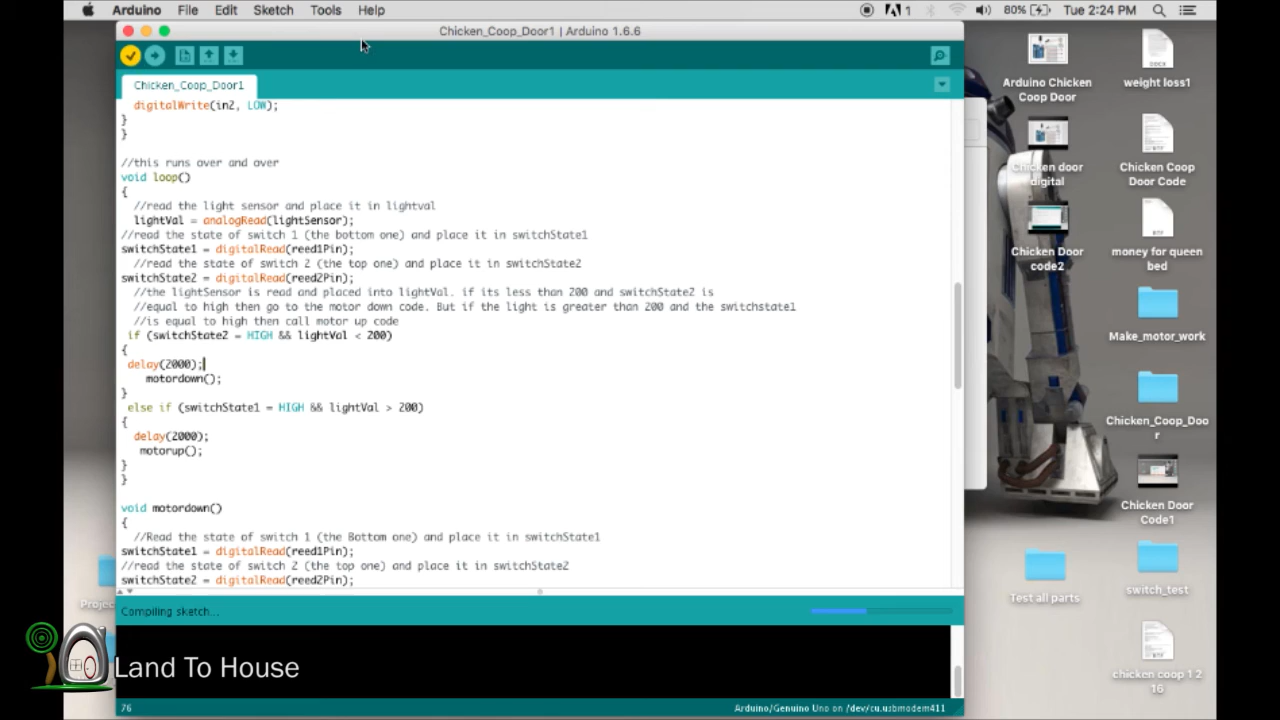 Arduino File Edit Sketch Tools Help
1 80% Tue 2:24 PM
Chicken_Coop_Door1 | Arduino 1.6.6
Chicken_Coop_Door1
digitalWrite(in2, LOW);
}
}
//this runs over and over
void loop()
{
//read the light sensor and place it in lightval
lightVal = analogRead(lightSensor);
//read the state of switch 1 (the bottom one) and place it in switchState1
switchState1 = digitalRead(reed1Pin);
//read the state of switch 2 (the top one) and place it in switchState2
switchState2 = digitalRead(reed2Pin);
//the lightSensor is read and placed into lightVal. if its less than 200 and switchState2 is
//equal to high then go to the motor down code. But if the light is greater than 200 and the switchstate1
//is equal to high then call motor up code
if (switchState2 = HIGH && lightVal < 200)
{
delay(2000);
motordown();
}
else if (switchState1 = HIGH && lightVal > 200)
{
delay(2000);
motorup();
}
}
void motordown()
{
//Read the state of switch 1 (the Bottom one) and place it in switchState1
switchState1 = digitalRead(reed1Pin);
//read the state of switch 2 (the top one) and place it in switchState2
switchState2 = digitalRead(reed2Pin);
Compiling sketch...
76
Arduino/Genuino Uno on /dev/cu.usbmodem411
Arduino Chicken
Coop Door
weight loss1
Chicken door
digital
Chicken Coop
Door Code
Chicken Door
code2
money for queen
bed
Make_motor_work
Chicken_Coop_Doo
r
Chicken Door
Code1
Test all parts
switch_test
chicken coop 1 2
16
Land To House